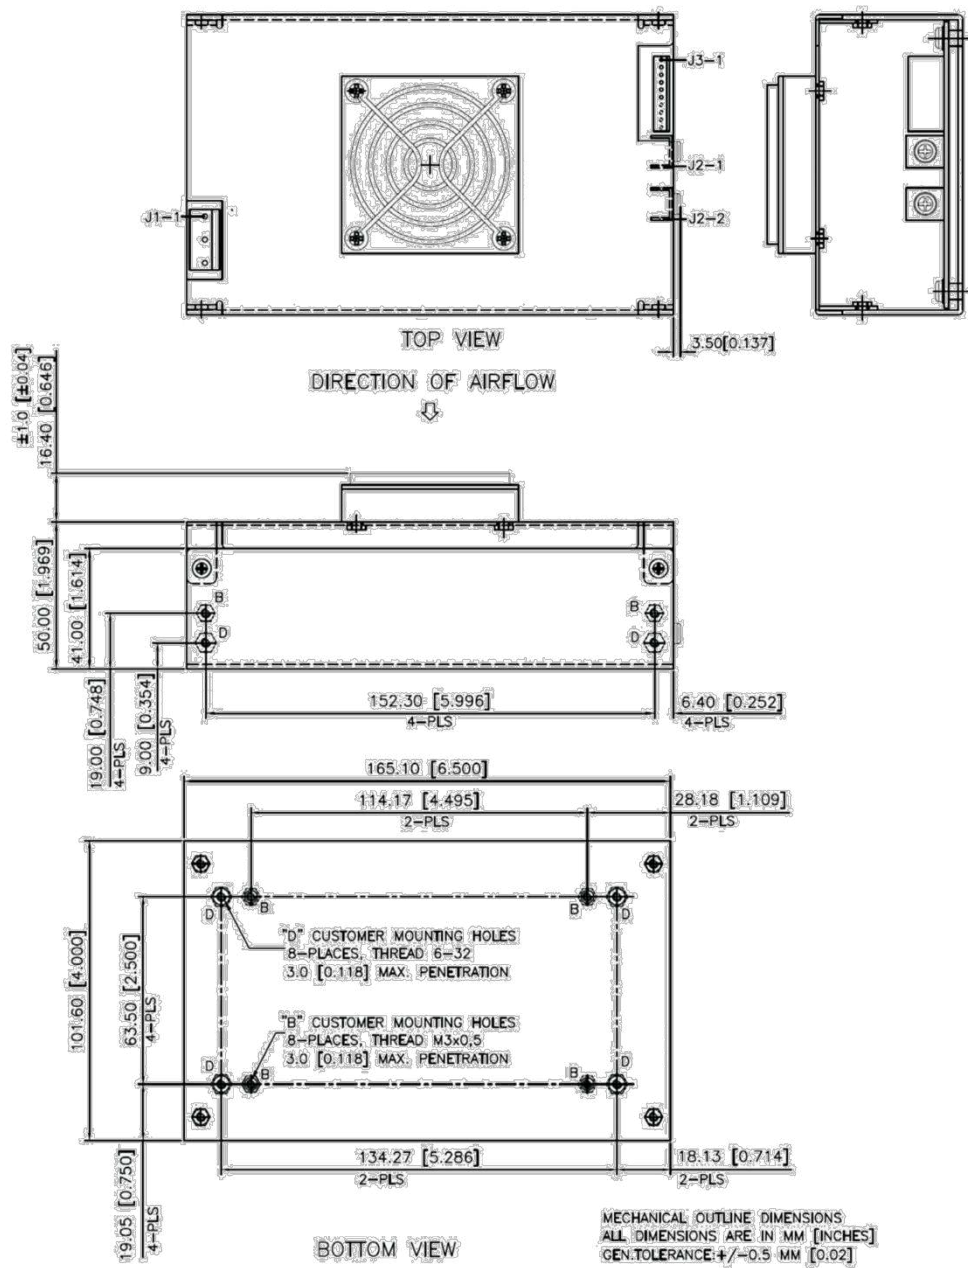 J3-1
J2-1
J1-1
J2-2
TOP VIEW
3.50[0.137]
DIRECTION OF AIRFLOW
±1.0 [±0.04]
16.40 [0.646]
50.00 [1.969]
41.00 [1.614]
B
B
D
D
19.00 [0.748]
4-PLS
9.00 [0.354]
4-PLS
152.30 [5.996]
4-PLS
6.40 [0.252]
4-PLS
165.10 [6.500]
114.17 [4.495]
2-PLS
28.18 [1.109]
2-PLS
D
B
B
D
"D" CUSTOMER MOUNTING HOLES
8-PLACES, THREAD 6-32
3.0 [0.118] MAX. PENETRATION
101.60 [4.000]
63.50 [2.500]
4-PLS
"B" CUSTOMER MOUNTING HOLES
8-PLACES, THREAD M3x0.5
3.0 [0.118] MAX. PENETRATION
D
B
B
D
134.27 [5.286]
2-PLS
18.13 [0.714]
2-PLS
19.05 [0.750]
4-PLS
BOTTOM VIEW
MECHANICAL OUTLINE DIMENSIONS
ALL DIMENSIONS ARE IN MM [INCHES]
GEN.TOLERANCE:+/-0.5 MM [0.02]